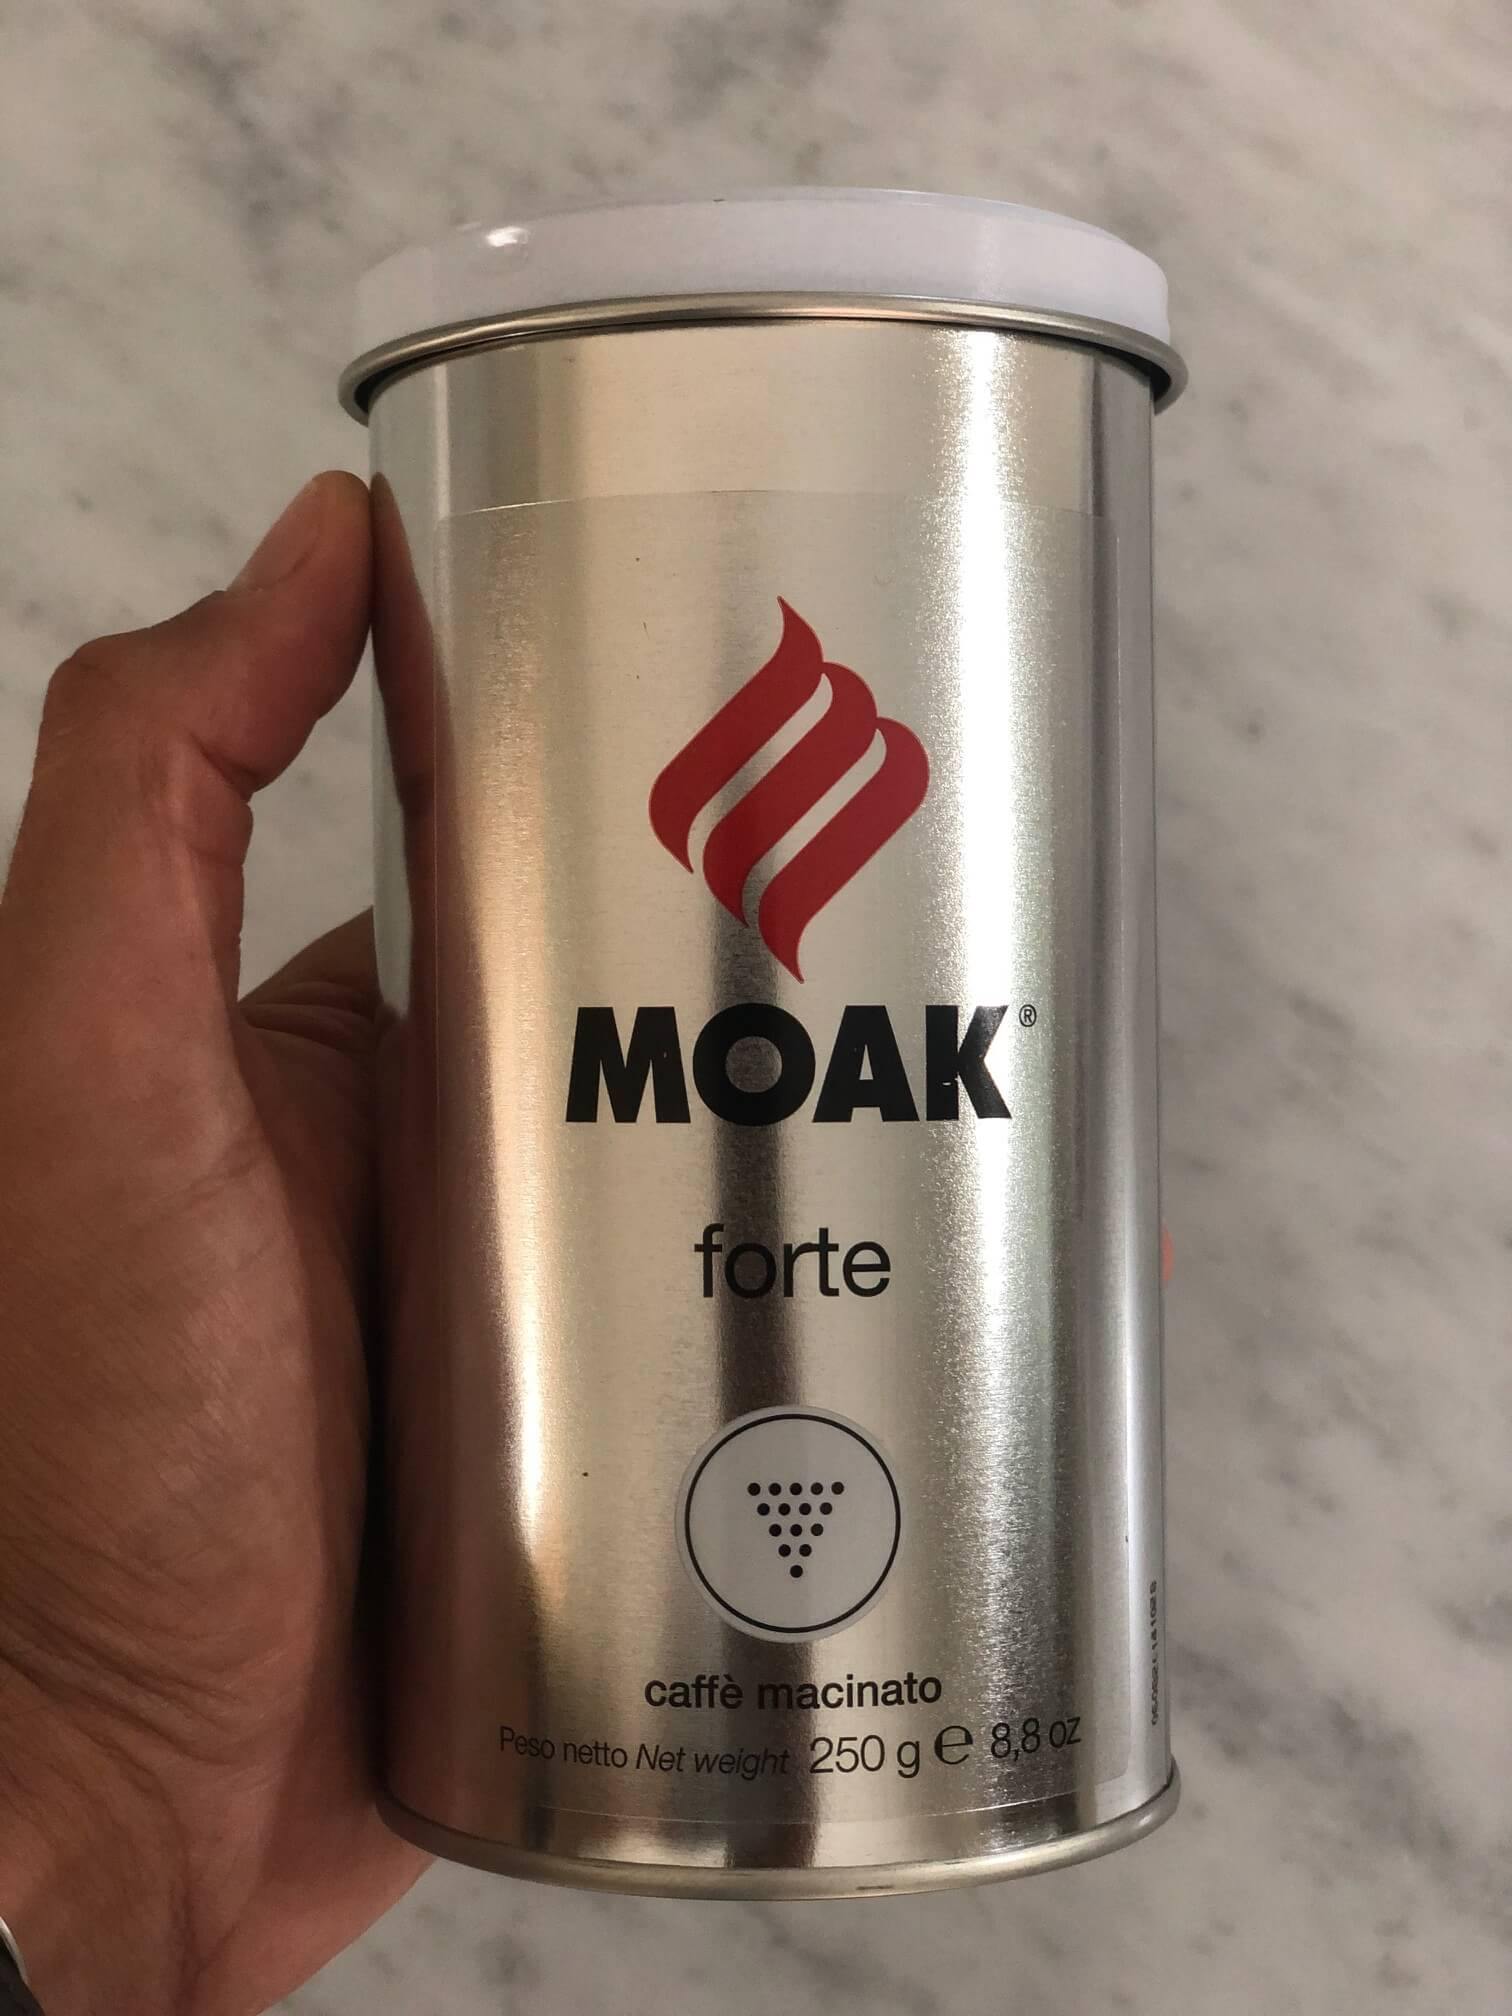 MOAK®
forte
caffè macinato
Peso netto Net weight 250 g ℮ 8,8 oz